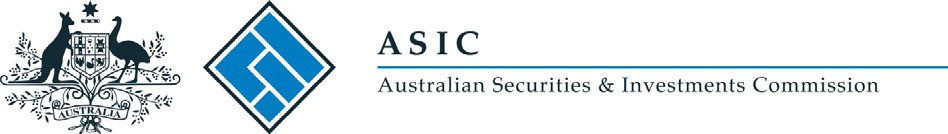 AUSTRALIA
ASIC
Australian Securities & Investments Commission